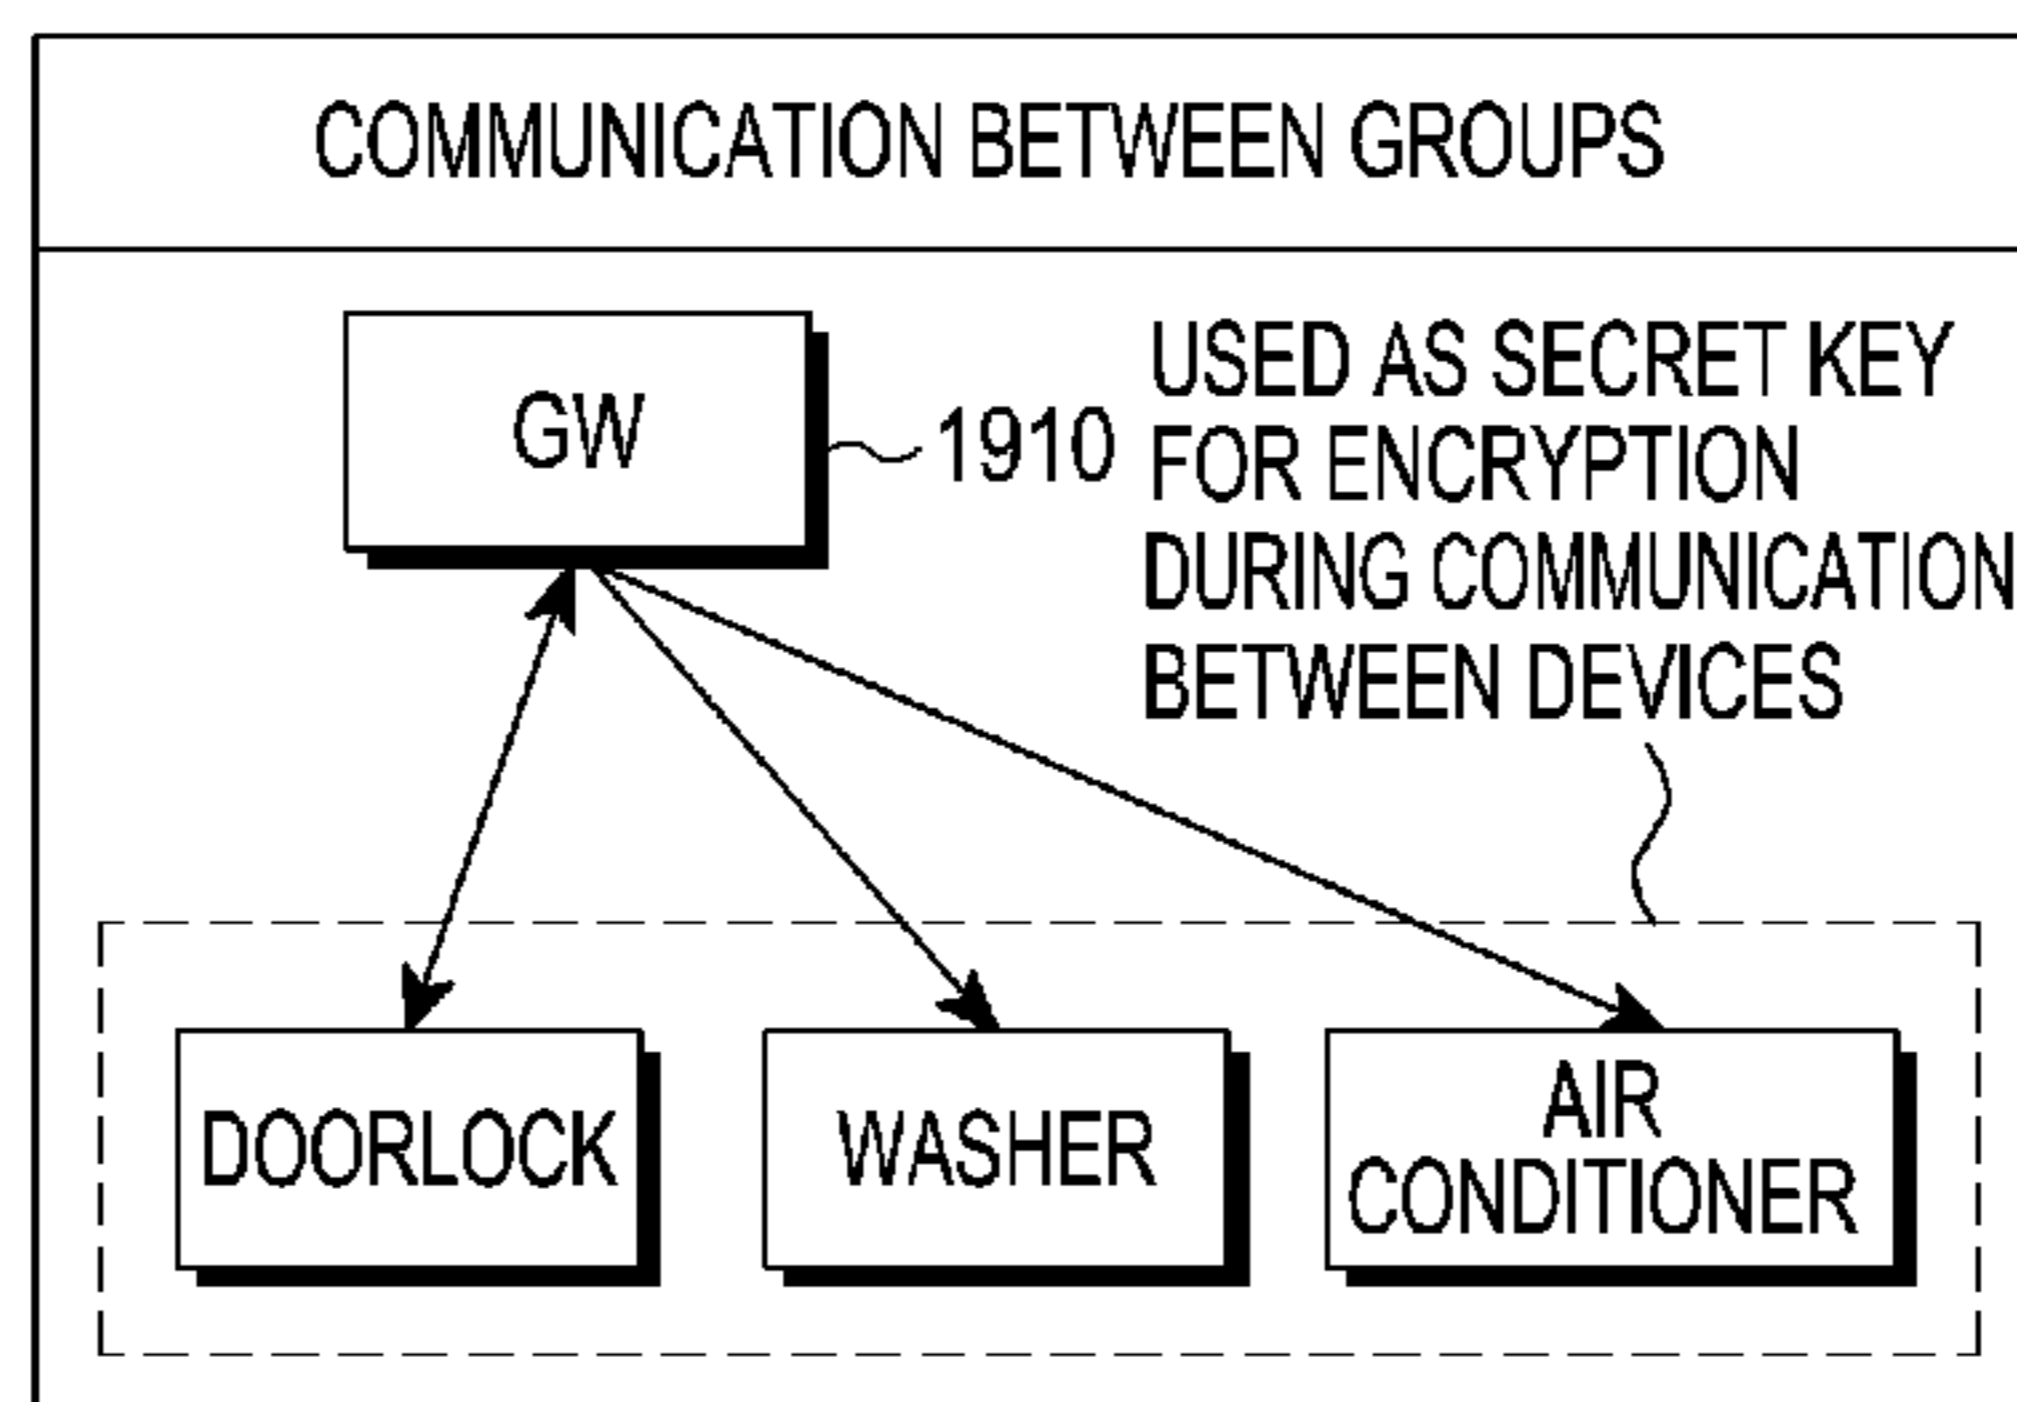 COMMUNICATION BETWEEN GROUPS
GW
1910
USED AS SECRET KEY
FOR ENCRYPTION
DURING COMMUNICATION
BETWEEN DEVICES
DOORLOCK
WASHER
AIR
CONDITIONER